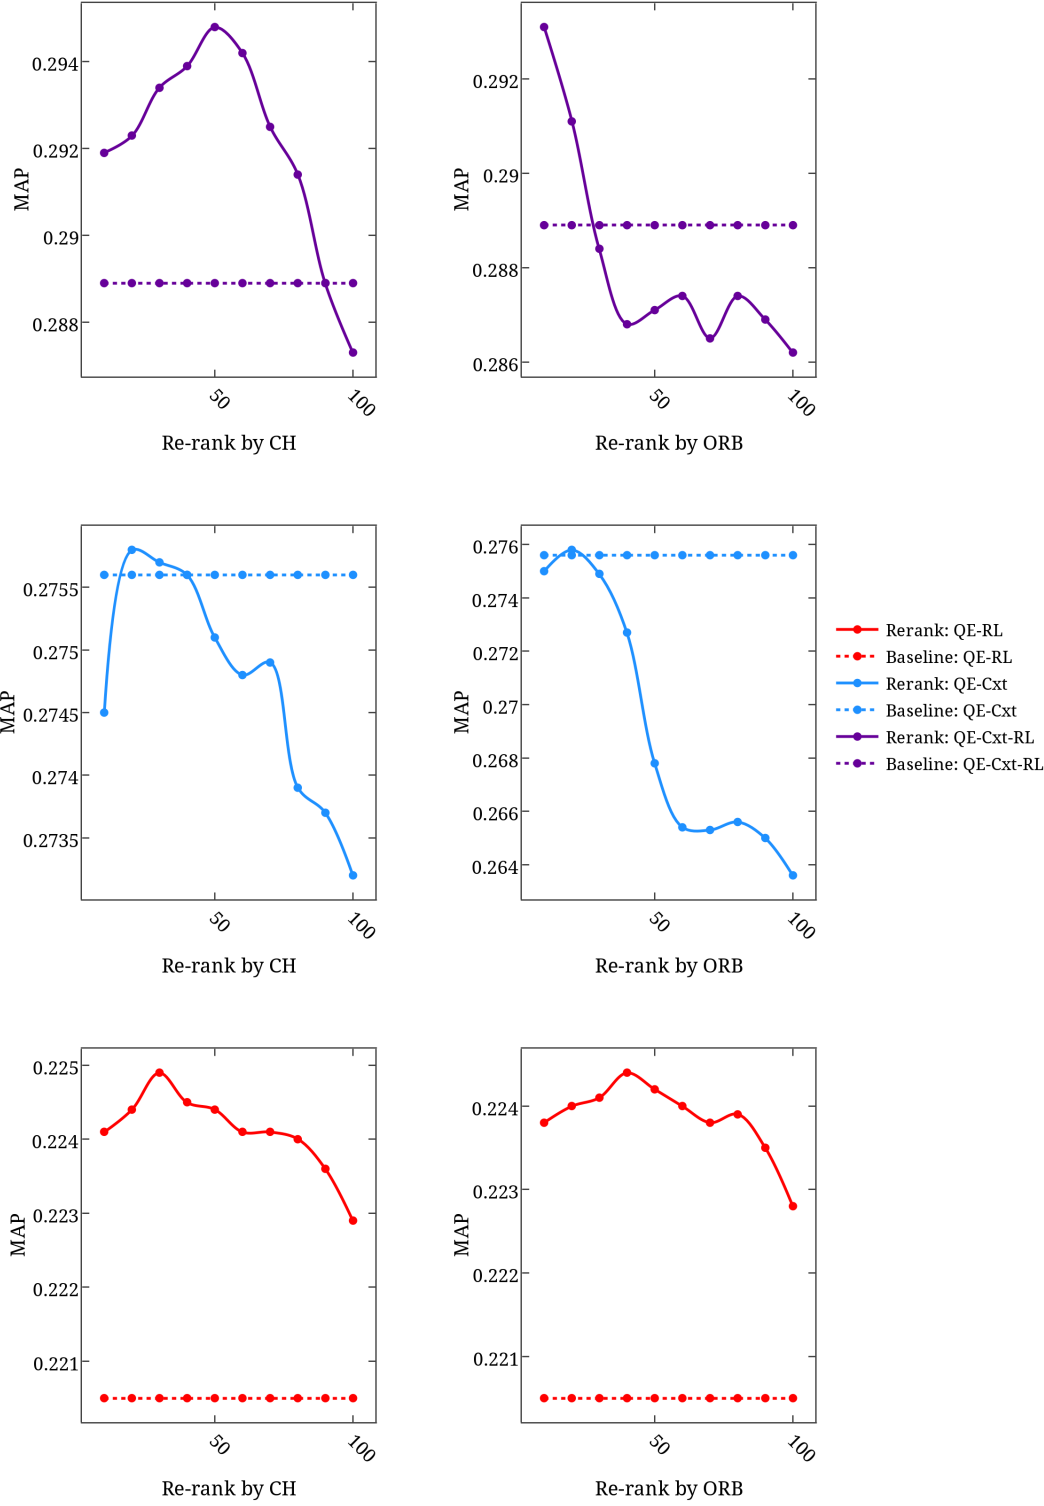 0.294
0.292
0.29
0.288
MAP
50
100
Re-rank by CH
0.292
0.29
0.288
0.286
MAP
50
100
Re-rank by ORB
0.2755
0.275
0.2745
0.274
0.2735
MAP
50
100
Re-rank by CH
0.276
0.274
0.272
0.27
0.268
0.266
0.264
MAP
50
100
Re-rank by ORB
Rerank: QE-RL
Baseline: QE-RL
Rerank: QE-Cxt
Baseline: QE-Cxt
Rerank: QE-Cxt-RL
Baseline: QE-Cxt-RL
0.225
0.224
0.223
0.222
0.221
MAP
50
100
Re-rank by CH
0.224
0.223
0.222
0.221
MAP
50
100
Re-rank by ORB